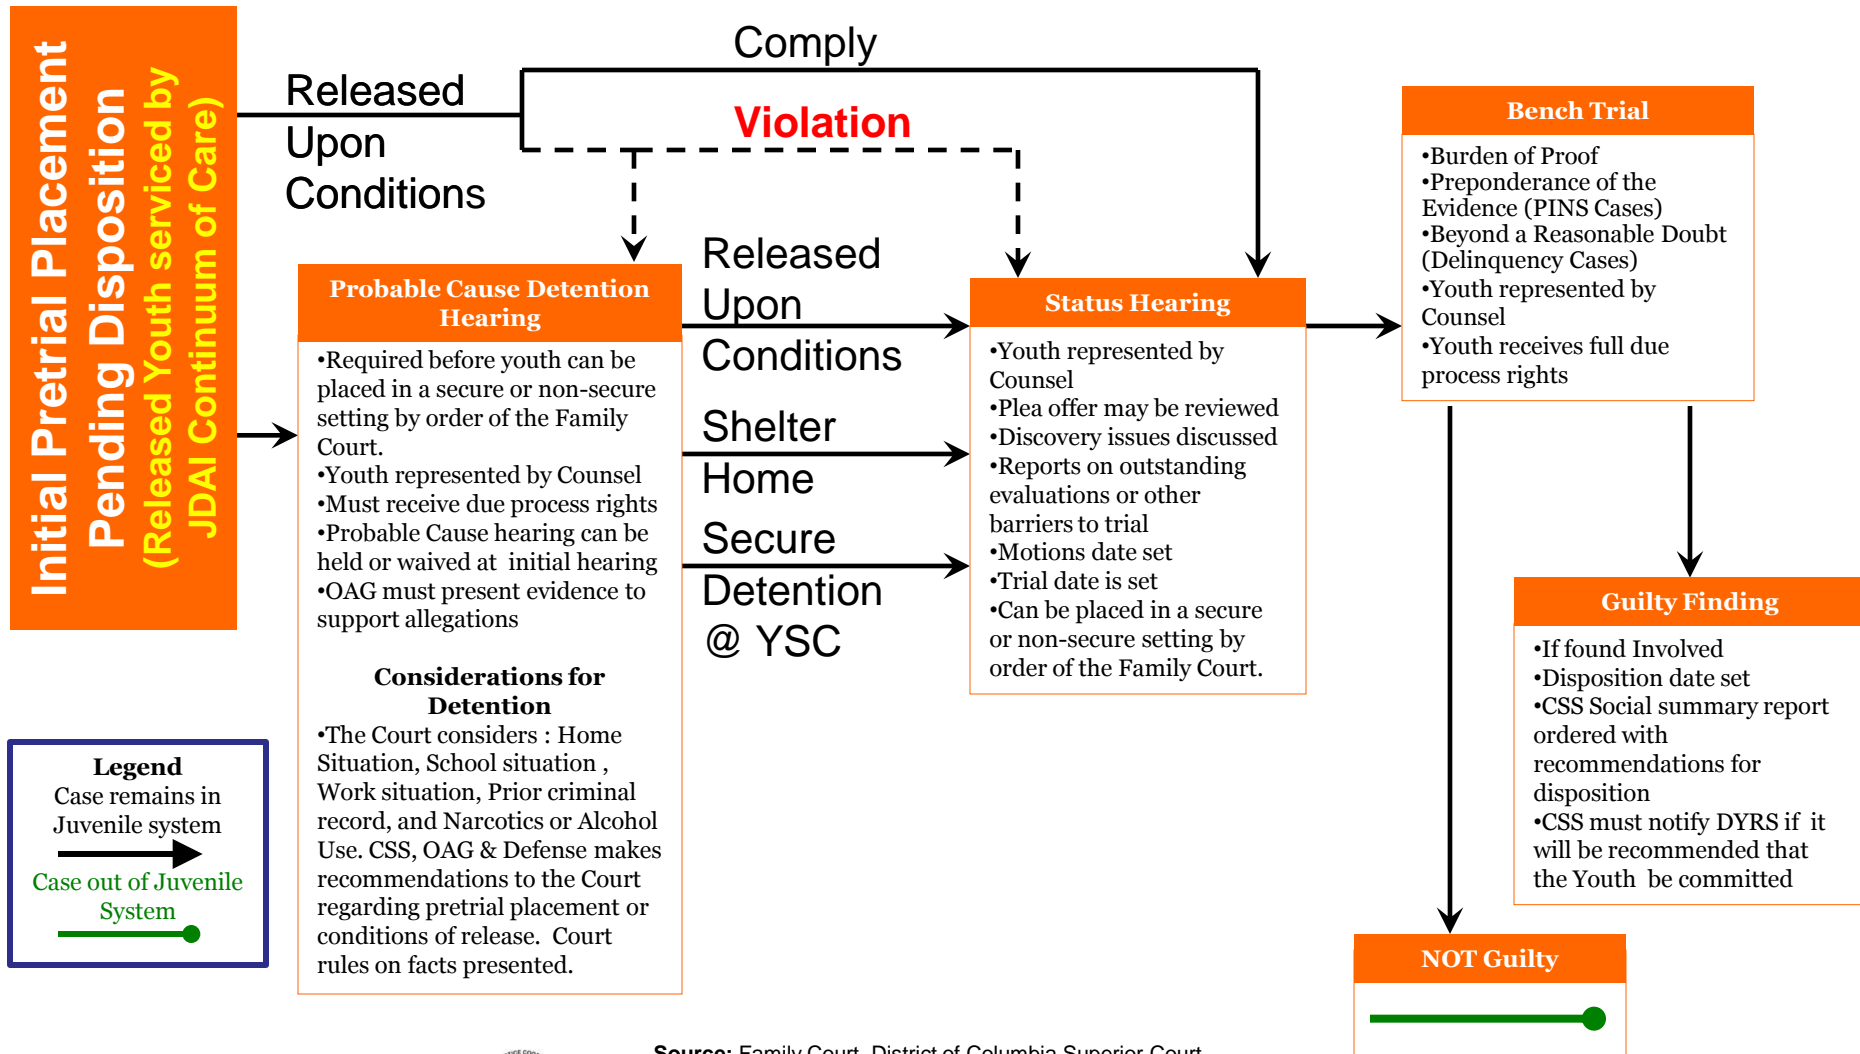 Initial Pretrial Placement
Pending Disposition
(Released Youth serviced by
JDAI Continuum of Care)
Released
Upon
Conditions
Comply
Violation
Probable Cause Detention
Hearing
•Required before youth can be
placed in a secure or non-secure
setting by order of the Family
Court.
•Youth represented by Counsel
•Must receive due process rights
•Probable Cause hearing can be
held or waived at initial hearing
•OAG must present evidence to
support allegations
Considerations for
Detention
•The Court considers : Home
Situation, School situation ,
Work situation, Prior criminal
record, and Narcotics or Alcohol
Use. CSS, OAG & Defense makes
recommendations to the Court
regarding pretrial placement or
conditions of release. Court
rules on facts presented.
Released
Upon
Conditions
Shelter
Home
Secure
Detention
@ YSC
Status Hearing
•Youth represented by
Counsel
•Plea offer may be reviewed
•Discovery issues discussed
•Reports on outstanding
evaluations or other
barriers to trial
•Motions date set
•Trial date is set
•Can be placed in a secure
or non-secure setting by
order of the Family Court.
Bench Trial
•Burden of Proof
•Preponderance of the
Evidence (PINS Cases)
•Beyond a Reasonable Doubt
(Delinquency Cases)
•Youth represented by
Counsel
•Youth receives full due
process rights
Guilty Finding
•If found Involved
•Disposition date set
•CSS Social summary report
ordered with
recommendations for
disposition
•CSS must notify DYRS if it
will be recommended that
the Youth be committed
NOT Guilty
Legend
Case remains in
Juvenile system
Case out of Juvenile
System
Source: Family Court, District of Columbia Superior Court